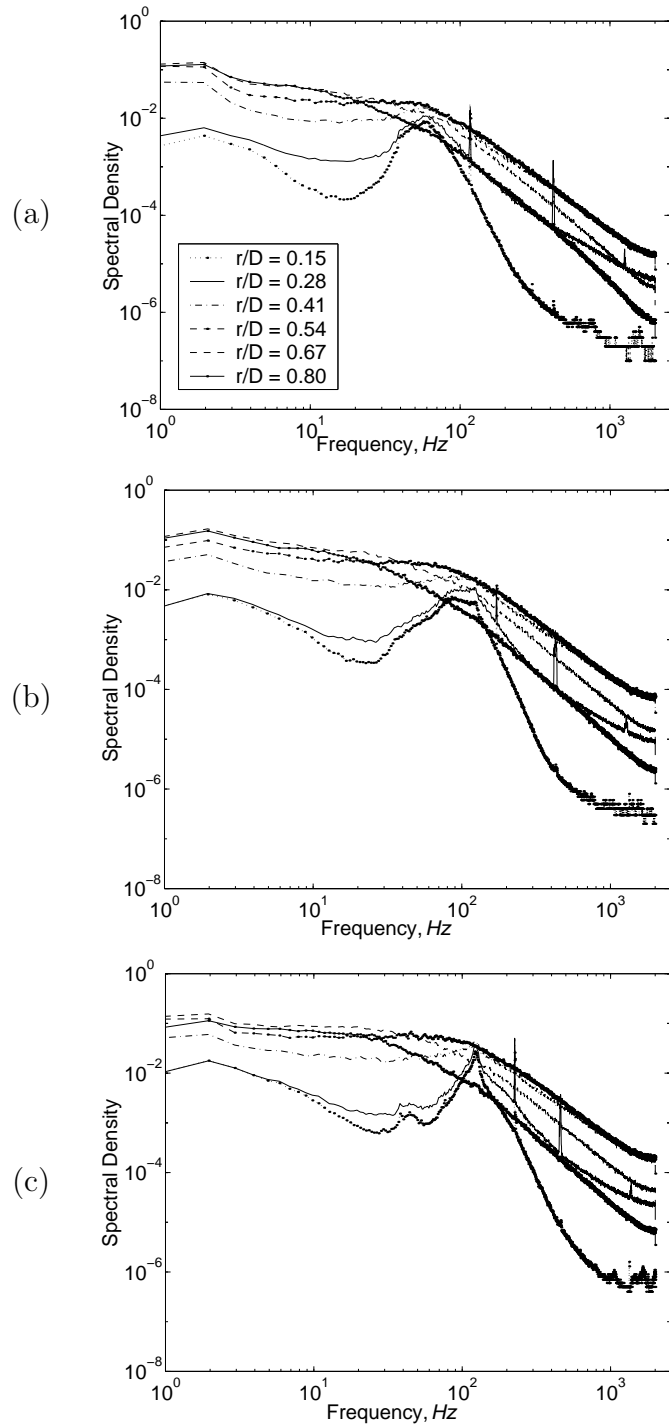 (a)
Spectral Density
10^0
10^−2
10^−4
10^−6
10^−8
r/D = 0.15
r/D = 0.28
r/D = 0.41
r/D = 0.54
r/D = 0.67
r/D = 0.80
10^0 10^1 10^2 10^3
Frequency, Hz
(b)
Spectral Density
10^0
10^−2
10^−4
10^−6
10^−8
10^0 10^1 10^2 10^3
Frequency, Hz
(c)
Spectral Density
10^0
10^−2
10^−4
10^−6
10^−8
10^0 10^1 10^2 10^3
Frequency, Hz